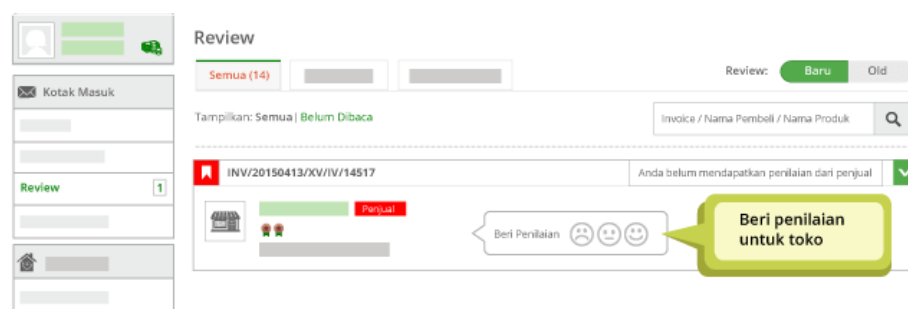 Review
Semua (14)
Review: Baru Old
Kotak Masuk
Tampilkan: Semua | Belum Dibaca
Invoice / Nama Pembeli / Nama Produk
INV/20150413/XV/IV/14517
Anda belum mendapatkan penilaian dari penjual
Review 1
Penjual
Beri Penilaian
Beri penilaian
untuk toko